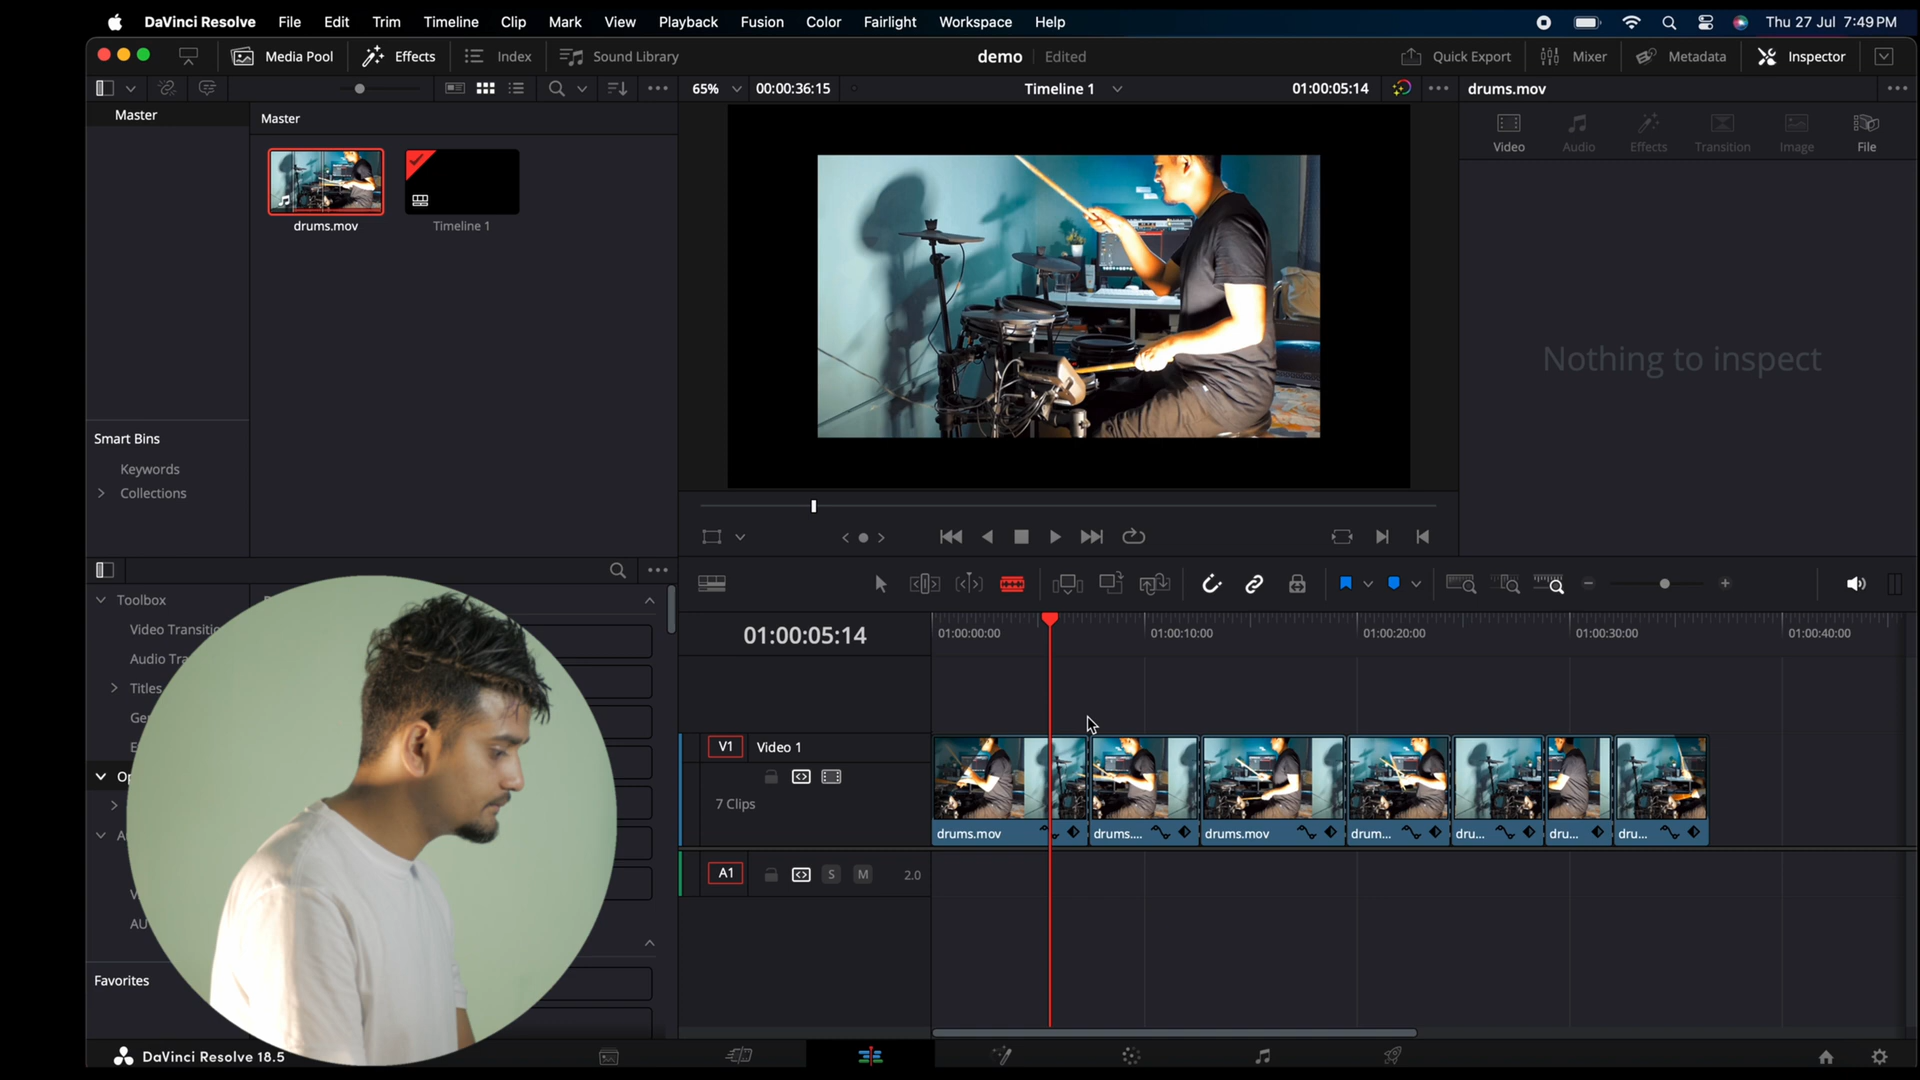 DaVinci Resolve File Edit Trim Timeline Clip Mark View Playback Fusion Color Fairlight Workspace Help Thu 27 Jul 7:49 PM
Media Pool Effects Index Sound Library demo Edited Quick Export Mixer Metadata Inspector
65% 00:00:36:15 Timeline 1 01:00:05:14 drums.mov
Master Master
Video Audio Effects Transition Image File
drums.mov Timeline 1
Nothing to inspect
Smart Bins
Keywords
Collections
Toolbox
Video Transitio
Audio Tra
Titles
01:00:05:14 01:00:00:00 01:00:10:00 01:00:20:00 01:00:30:00 01:00:40:00
V1 Video 1
7 Clips
drums.mov drums.... drums.mov drum... dru... dru... dru...
A1 S M 2.0
AU
Favorites
DaVinci Resolve 18.5